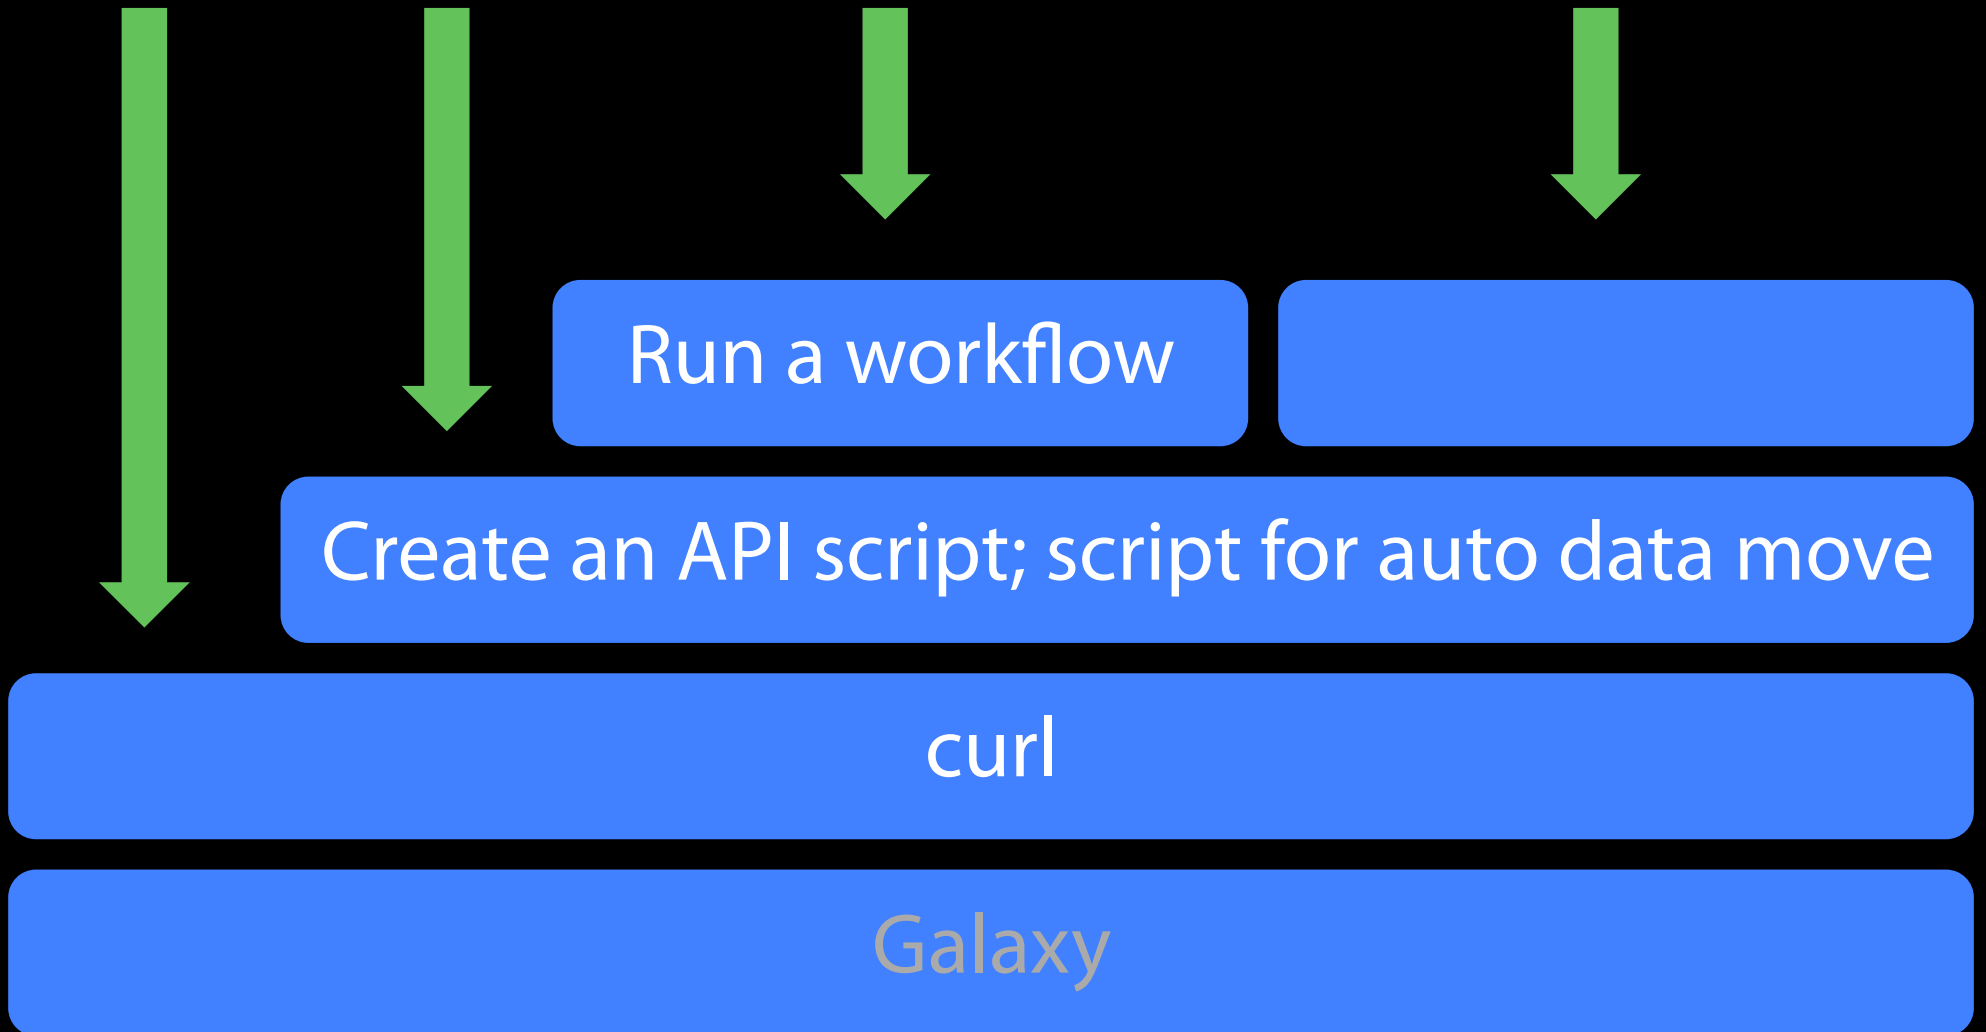 Run a workflow
Create an API script; script for auto data move
curl
Galaxy